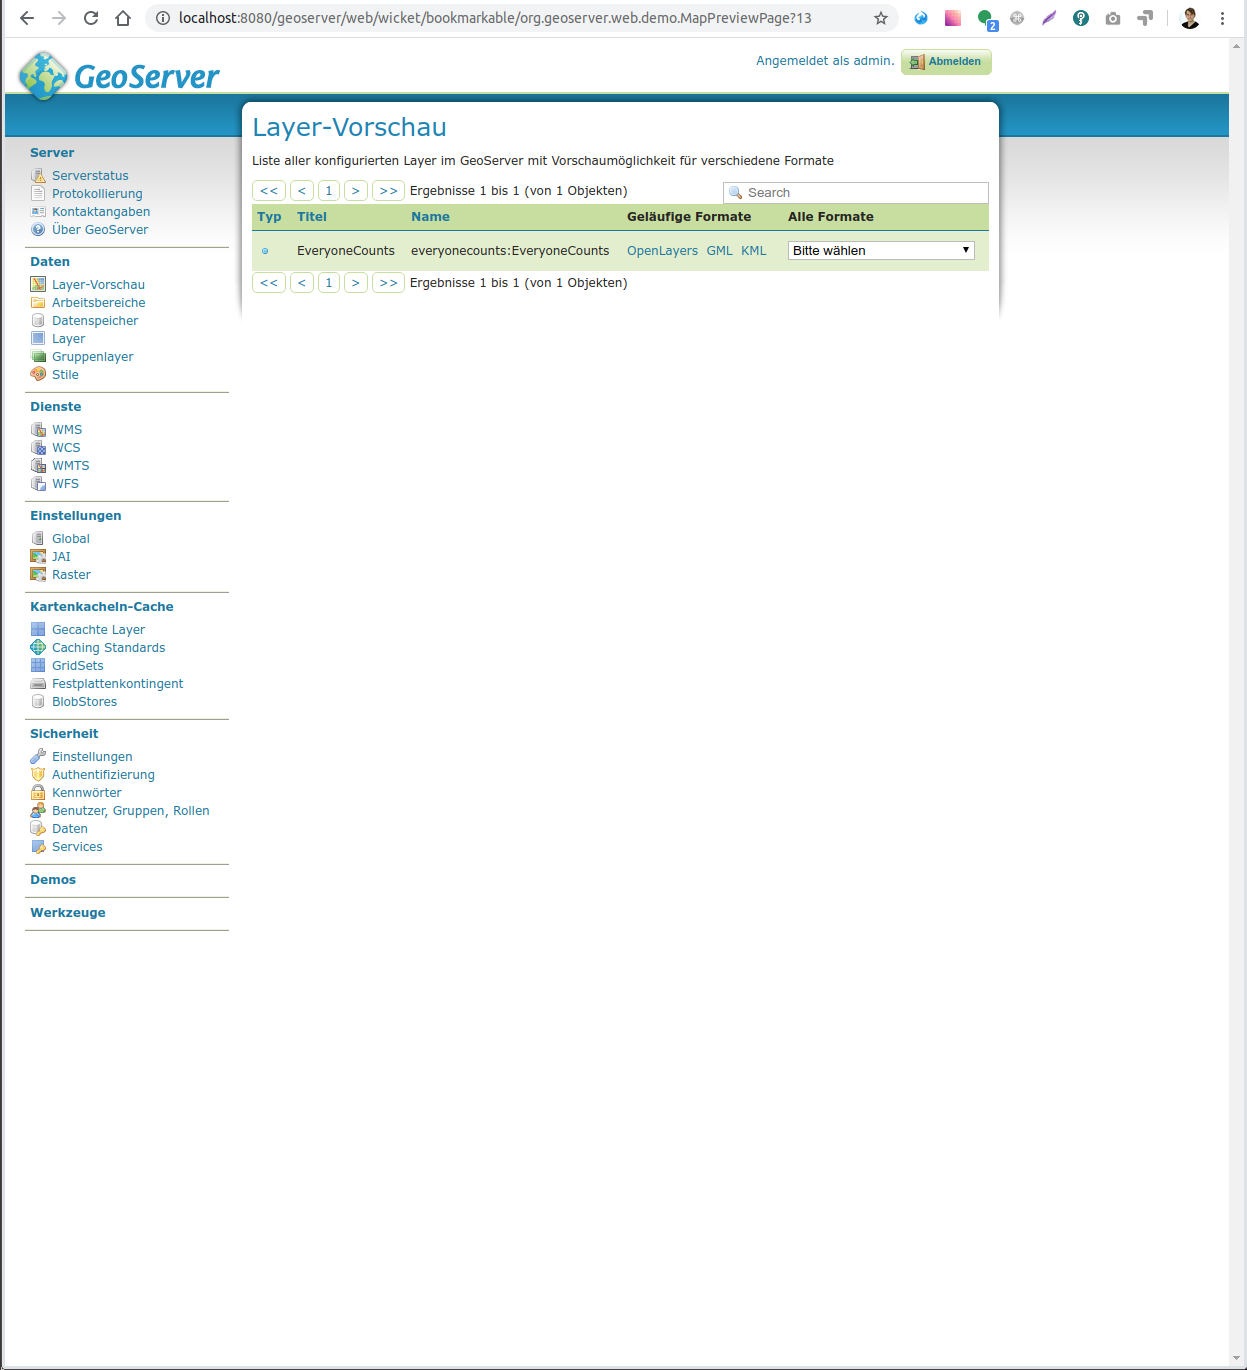 localhost:8080/geoserver/web/wicket/bookmarkable/org.geoserver.web.demo.MapPreviewPage?13
2
GeoServer
Angemeldet als admin. Abmelden
Server
Serverstatus
Protokollierung
Kontaktangaben
Über GeoServer
Daten
Layer-Vorschau
Arbeitsbereiche
Datenspeicher
Layer
Gruppenlayer
Stile
Dienste
WMS
WCS
WMTS
WFS
Einstellungen
Global
JAI
Raster
Kartenkacheln-Cache
Gecachte Layer
Caching Standards
GridSets
Festplattenkontingent
BlobStores
Sicherheit
Einstellungen
Authentifizierung
Kennwörter
Benutzer, Gruppen, Rollen
Daten
Services
Demos
Werkzeuge
Layer-Vorschau
Liste aller konfigurierten Layer im GeoServer mit Vorschaumöglichkeit für verschiedene Formate
<< < 1 > >> Ergebnisse 1 bis 1 (von 1 Objekten) Search
Typ Titel Name Geläufige Formate Alle Formate
EveryoneCounts everyonecounts:EveryoneCounts OpenLayers GML KML Bitte wählen
<< < 1 > >> Ergebnisse 1 bis 1 (von 1 Objekten)